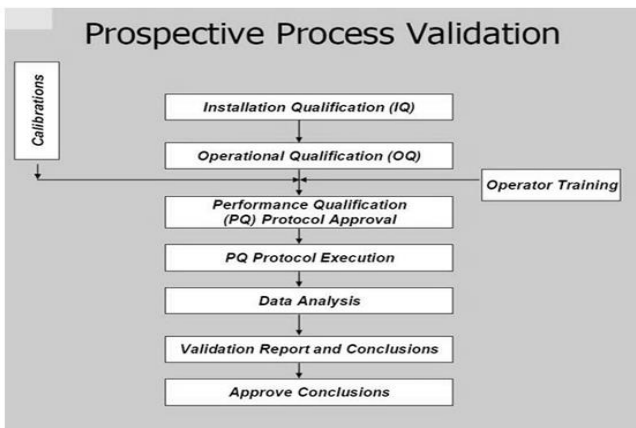 Prospective Process Validation
Calibrations
Installation Qualification (IQ)
Operational Qualification (OQ)
Operator Training
Performance Qualification
(PQ) Protocol Approval
PQ Protocol Execution
Data Analysis
Validation Report and Conclusions
Approve Conclusions